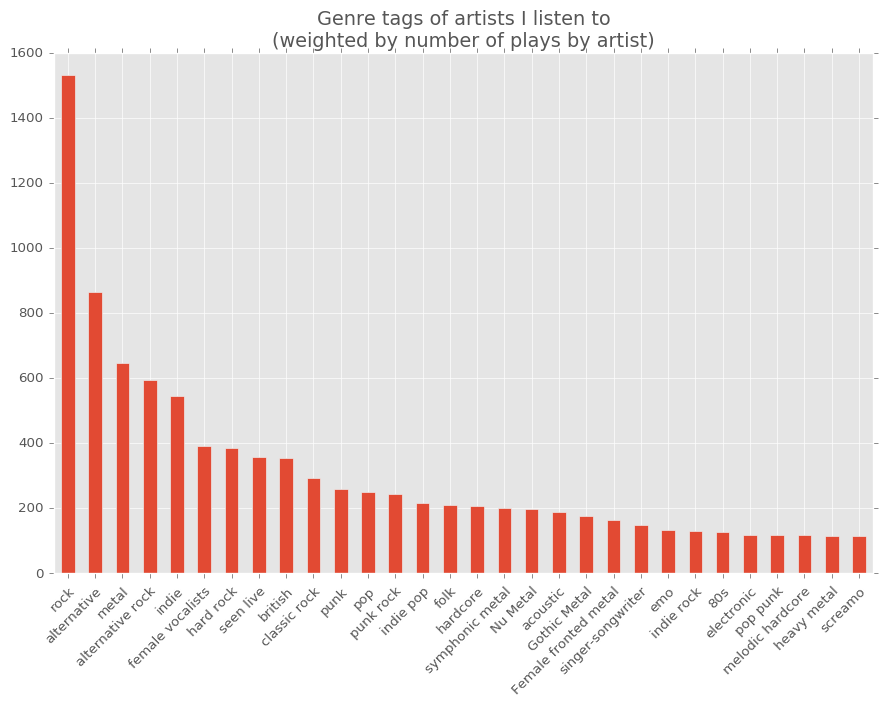 Genre tags of artists I listen to
(weighted by number of plays by artist)
1600
1400
1200
1000
800
600
400
200
0
rock
alternative
metal
alternative rock
indie
female vocalists
hard rock
seen live
british
classic rock
punk
pop
punk rock
indie pop
folk
hardcore
symphonic metal
Nu Metal
acoustic
Gothic Metal
Female fronted metal
singer-songwriter
emo
indie rock
80s
electronic
pop punk
melodic hardcore
heavy metal
screamo